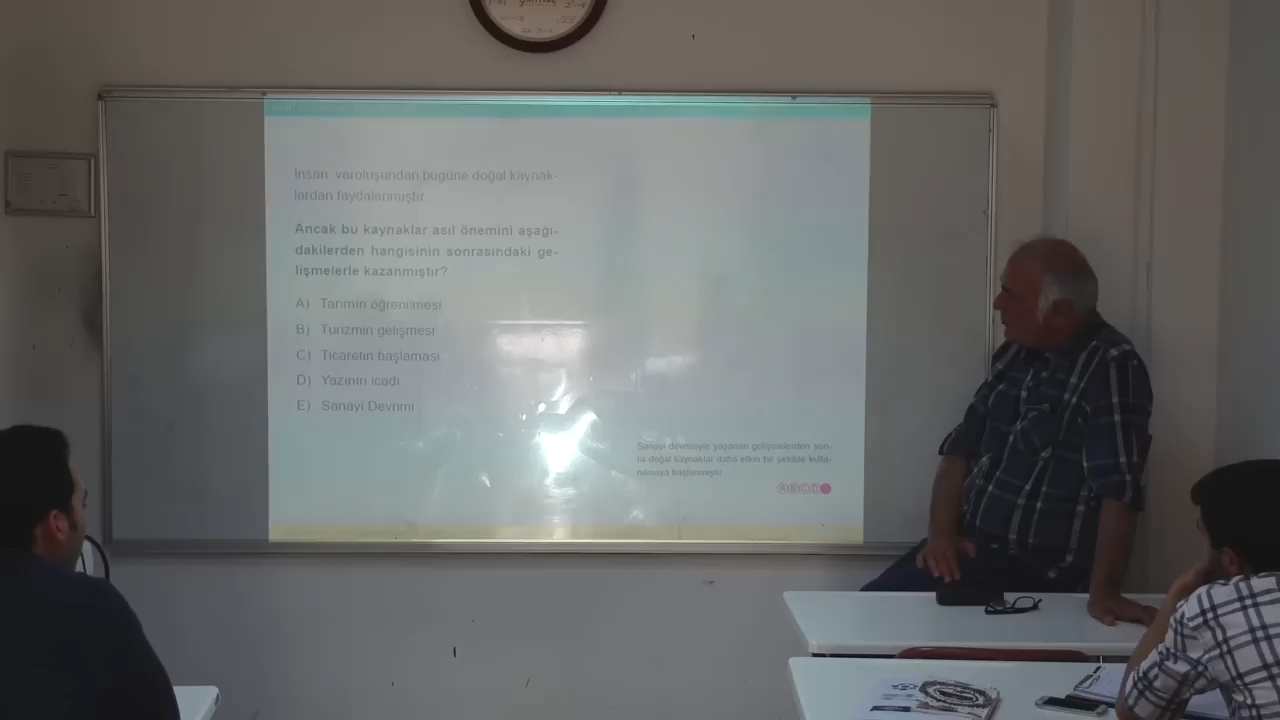 İnsan, varoluşundan bugüne doğal kaynak-
lardan faydalanmıştır.
Ancak bu kaynaklar asıl önemini aşağı-
dakilerden hangisinin sonrasındaki ge-
lişmelerle kazanmıştır?
A) Tarımın öğrenilmesi
B) Turizmin gelişmesi
C) Ticaretin başlaması
D) Yazının icadı
E) Sanayi Devrimi
Sanayi devrimiyle yaşanan gelişmelerden son-
ra doğal kaynaklar daha etkin bir şekilde kulla-
nılmaya başlanmıştır.
A B C D